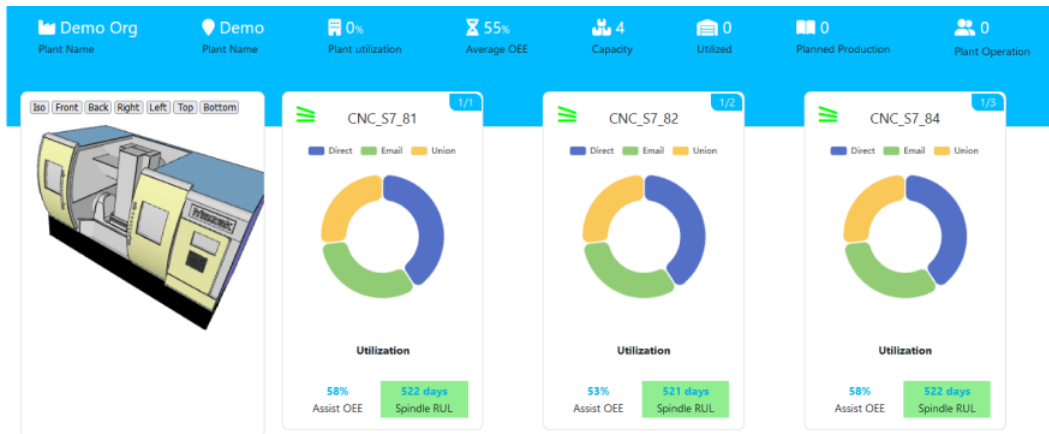 Demo Org
Plant Name
Demo
Plant Name
0%
Plant utilization
55%
Average OEE
4
Capacity
0
Utilized
0
Planned Production
0
Plant Operation
Iso Front Back Right Left Top Bottom
Mazak
1/1
CNC_S7_81
Direct Email Union
Utilization
58%
Assist OEE
522 days
Spindle RUL
1/2
CNC_S7_82
Direct Email Union
Utilization
53%
Assist OEE
521 days
Spindle RUL
1/3
CNC_S7_84
Direct Email Union
Utilization
58%
Assist OEE
522 days
Spindle RUL